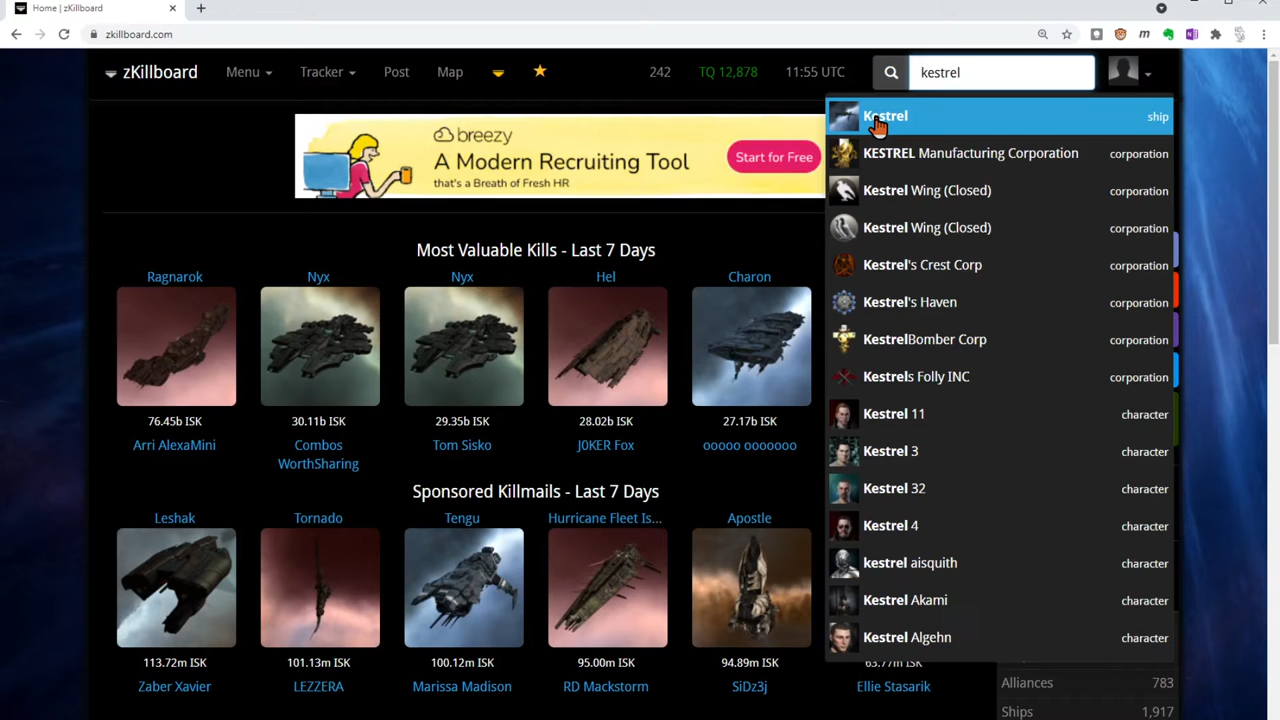 Home | zKillboard
zkillboard.com
zKillboard Menu Tracker Post Map 242 TQ 12,878 11:55 UTC kestrel
breezy
A Modern Recruiting Tool
that's a Breath of Fresh HR
Start for Free
Kestrel ship
KESTREL Manufacturing Corporation corporation
Kestrel Wing (Closed) corporation
Kestrel Wing (Closed) corporation
Kestrel's Crest Corp corporation
Kestrel's Haven corporation
KestrelBomber Corp corporation
Kestrels Folly INC corporation
Kestrel 11 character
Kestrel 3 character
Kestrel 32 character
Kestrel 4 character
kestrel aisquith character
Kestrel Akami character
Kestrel Algehn character
Most Valuable Kills - Last 7 Days
Ragnarok Nyx Nyx Hel Charon
76.45b ISK 30.11b ISK 29.35b ISK 28.02b ISK 27.17b ISK
Arri AlexaMini Combos Tom Sisko J0KER Fox ooooo ooooooo
WorthSharing
Sponsored Killmails - Last 7 Days
Leshak Tornado Tengu Hurricane Fleet Is... Apostle
113.72m ISK 101.13m ISK 100.12m ISK 95.00m ISK 94.89m ISK 63.77m ISK
Zaber Xavier LEZZERA Marissa Madison RD Mackstorm SiDz3j Ellie Stasarik
Alliances 783
Ships 1,917